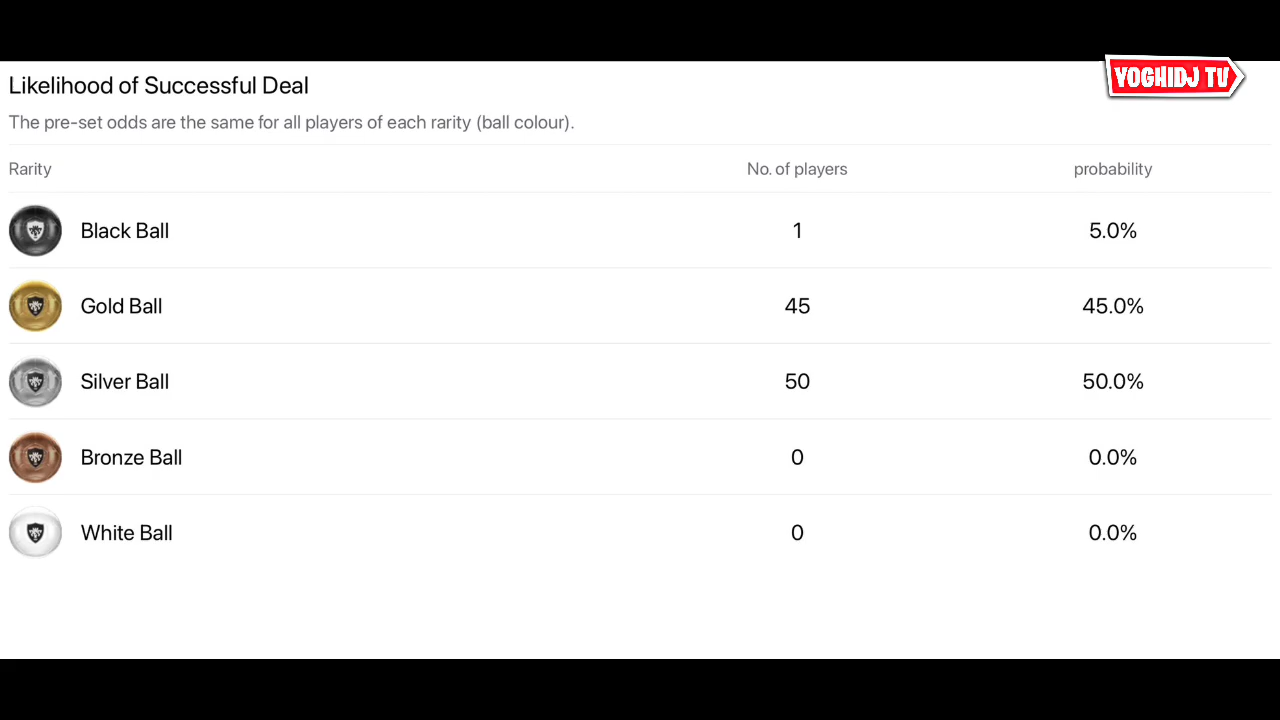 YOGHIDJ TV
Likelihood of Successful Deal
The pre-set odds are the same for all players of each rarity (ball colour).
Rarity No. of players probability
Black Ball 1 5.0%
Gold Ball 45 45.0%
Silver Ball 50 50.0%
Bronze Ball 0 0.0%
White Ball 0 0.0%